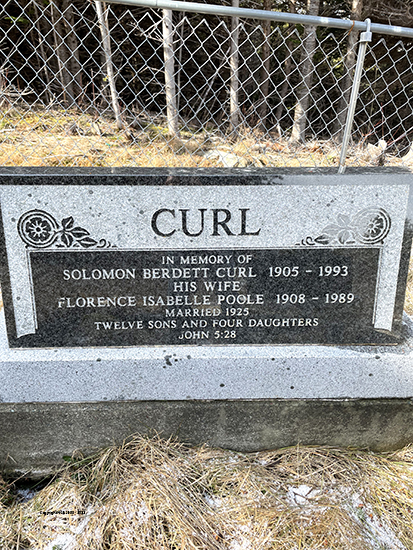 CURL
IN MEMORY OF
SOLOMON BERDETT CURL 1905 - 1993
HIS WIFE
FLORENCE ISABELLE POOLE 1908 - 1989
MARRIED 1925
TWELVE SONS AND FOUR DAUGHTERS
JOHN 5:28